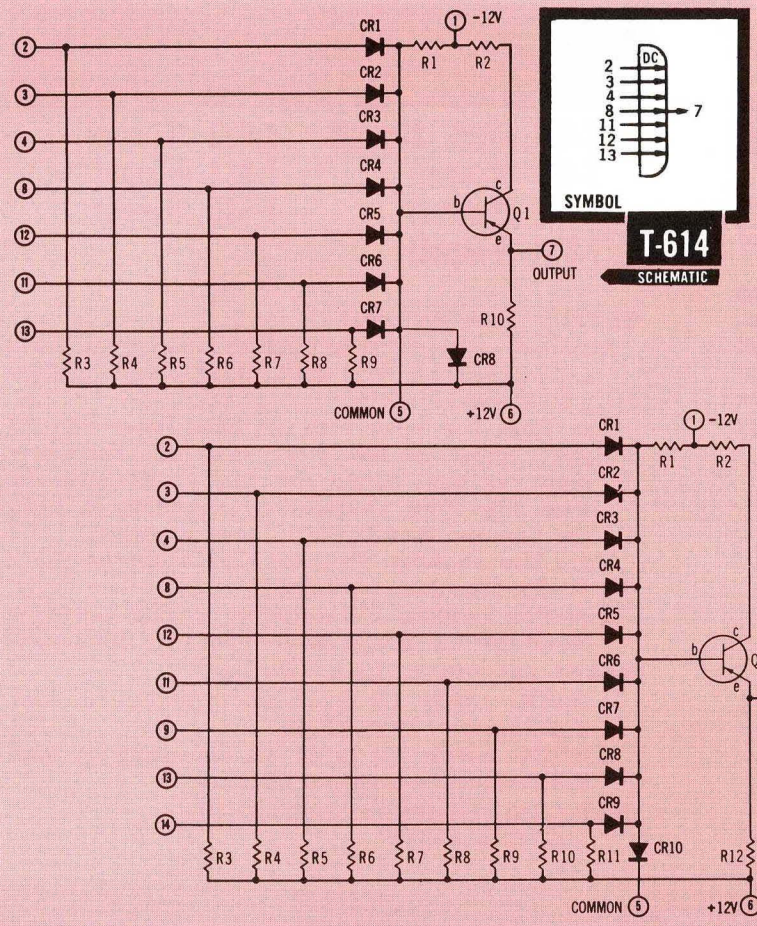 CR1
1 -12V
2
R1 R2
CR2
3
CR3
4
CR4
8
c
b
Q1
CR5
12
e
7
OUTPUT
CR6
11
R10
CR7
13
R3 R4 R5 R6 R7 R8 R9
CR8
COMMON 5
+12V 6
DC
2
3
4
8
11
12
13
7
SYMBOL
T-614
SCHEMATIC
CR1
1 -12V
2
R1 R2
CR2
3
CR3
4
CR4
8
CR5
12
c
b
Q
e
CR6
11
CR7
9
CR8
13
CR9
14
R3 R4 R5 R6 R7 R8 R9 R10 R11
CR10
R12
COMMON 5
+12V 6